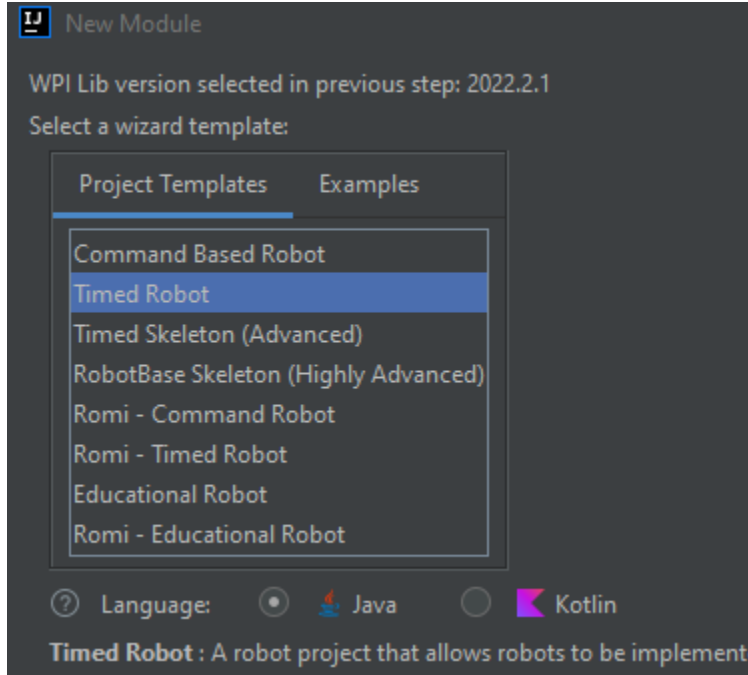 IJ New Module
WPI Lib version selected in previous step: 2022.2.1
Select a wizard template:
Project Templates Examples
Command Based Robot
Timed Robot
Timed Skeleton (Advanced)
RobotBase Skeleton (Highly Advanced)
Romi - Command Robot
Romi - Timed Robot
Educational Robot
Romi - Educational Robot
? Language: Java Kotlin
Timed Robot : A robot project that allows robots to be implement